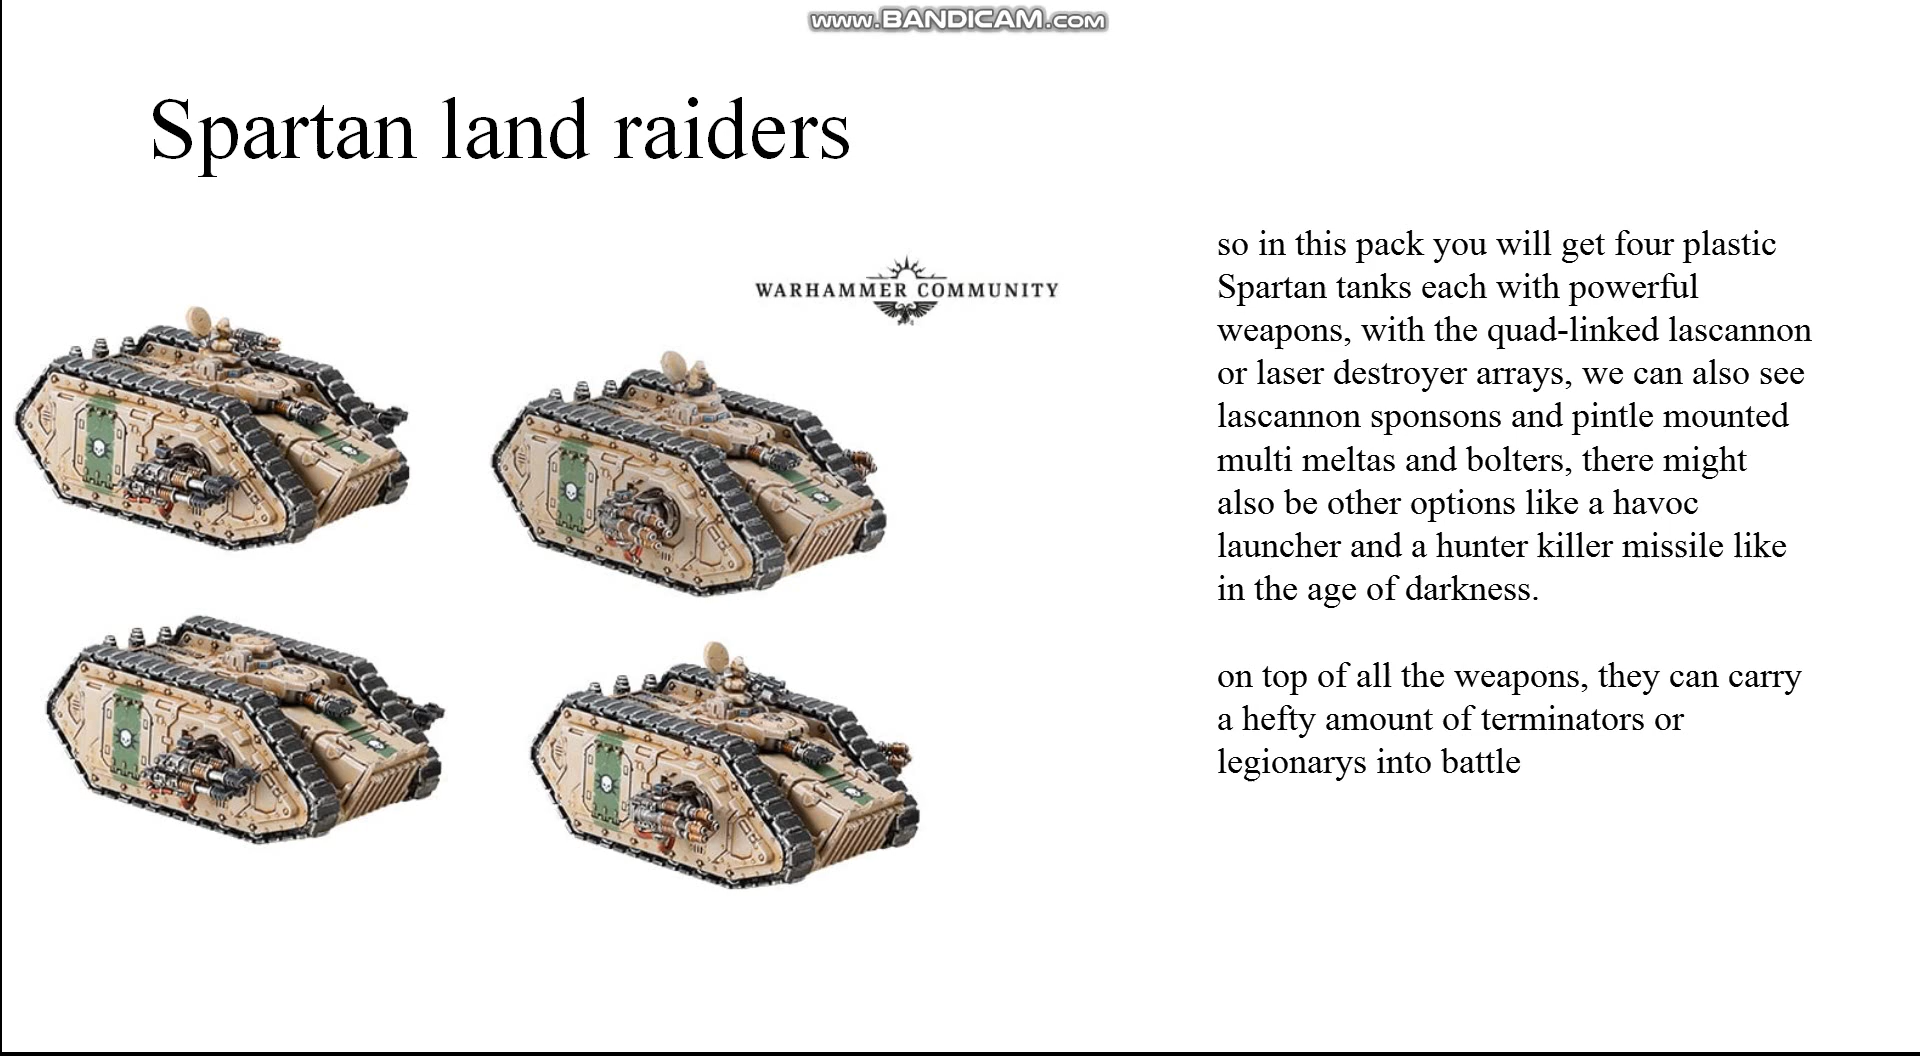 www.BANDICAM.com
Spartan land raiders
WARHAMMER COMMUNITY
so in this pack you will get four plastic
Spartan tanks each with powerful
weapons, with the quad-linked lascannon
or laser destroyer arrays, we can also see
lascannon sponsons and pintle mounted
multi meltas and bolters, there might
also be other options like a havoc
launcher and a hunter killer missile like
in the age of darkness.
on top of all the weapons, they can carry
a hefty amount of terminators or
legionarys into battle